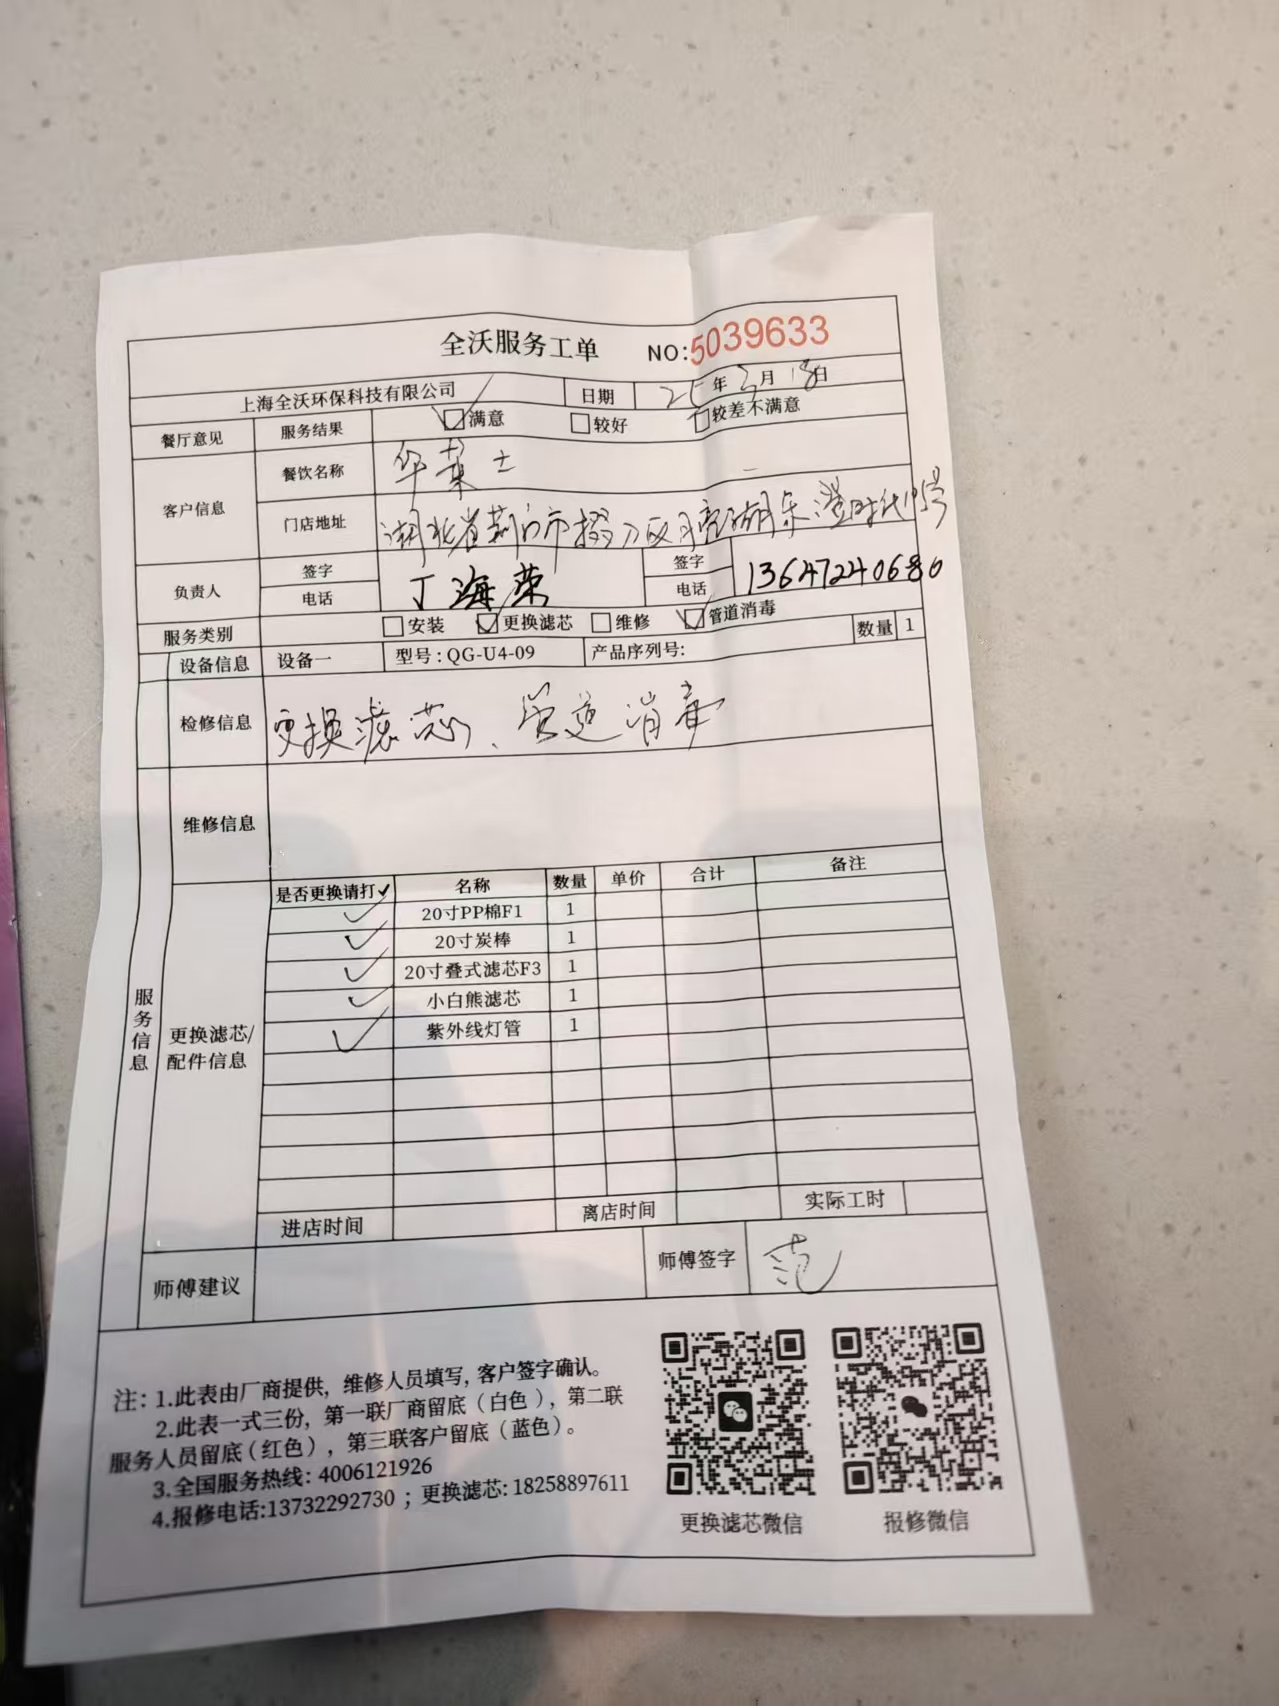 全沃服务工单 NO:5039633
上海全沃环保科技有限公司 日期 25年3月18日
餐厅意见 服务结果 ☑满意 □较好 □较差不满意
客户信息 餐饮名称 华莱士
门店地址 湖北省荆门市掇刀区月亮湖东澄时代195号
负责人 签字 电话 丁海荣 签字 电话 13647240680
服务类别 □安装 ☑更换滤芯 □维修 ☑管道消毒
设备信息 设备一 型号:QG-U4-09 产品序列号: 数量 1
检修信息 更换滤芯、管道消毒
维修信息
服务信息
更换滤芯/配件信息
是否更换请打✓ 名称 数量 单价 合计 备注
✓ 20寸PP棉F1 1
✓ 20寸炭棒 1
✓ 20寸叠式滤芯F3 1
✓ 小白熊滤芯 1
✓ 紫外线灯管 1
进店时间 离店时间 实际工时
师傅建议 师傅签字 范
注: 1.此表由厂商提供, 维修人员填写, 客户签字确认。
2.此表一式三份, 第一联厂商留底(白色), 第二联
服务人员留底(红色), 第三联客户留底(蓝色)。
3.全国服务热线: 4006121926
4.报修电话:13732292730 ; 更换滤芯: 18258897611
更换滤芯微信 报修微信